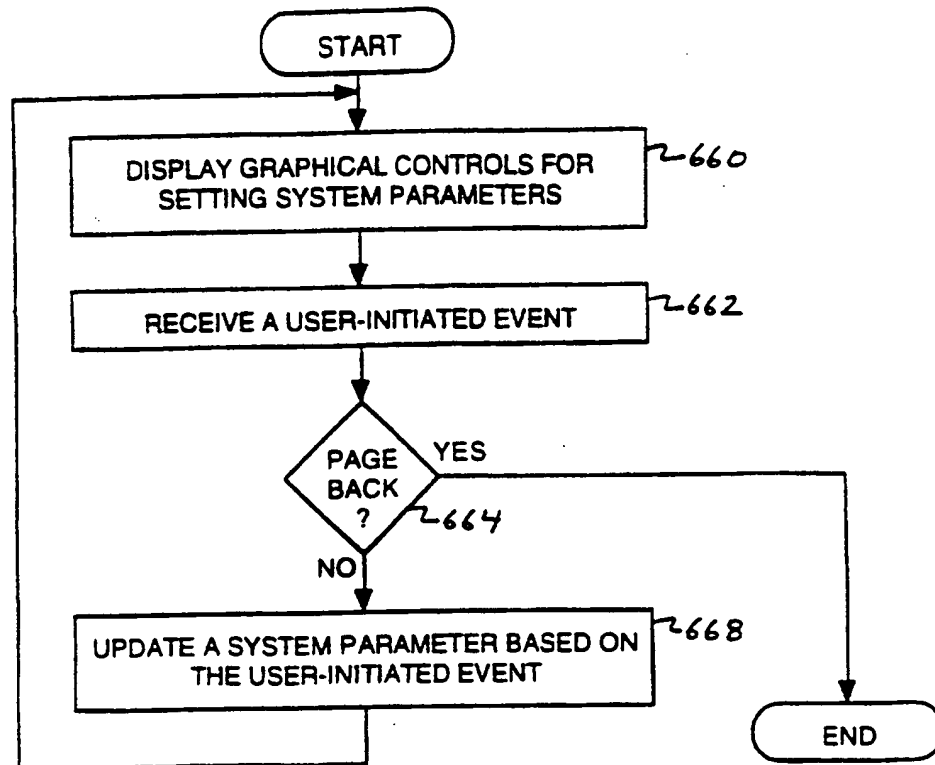 START
DISPLAY GRAPHICAL CONTROLS FOR
SETTING SYSTEM PARAMETERS
660
RECEIVE A USER-INITIATED EVENT
662
PAGE
BACK
?
YES
664
NO
UPDATE A SYSTEM PARAMETER BASED ON
THE USER-INITIATED EVENT
668
END